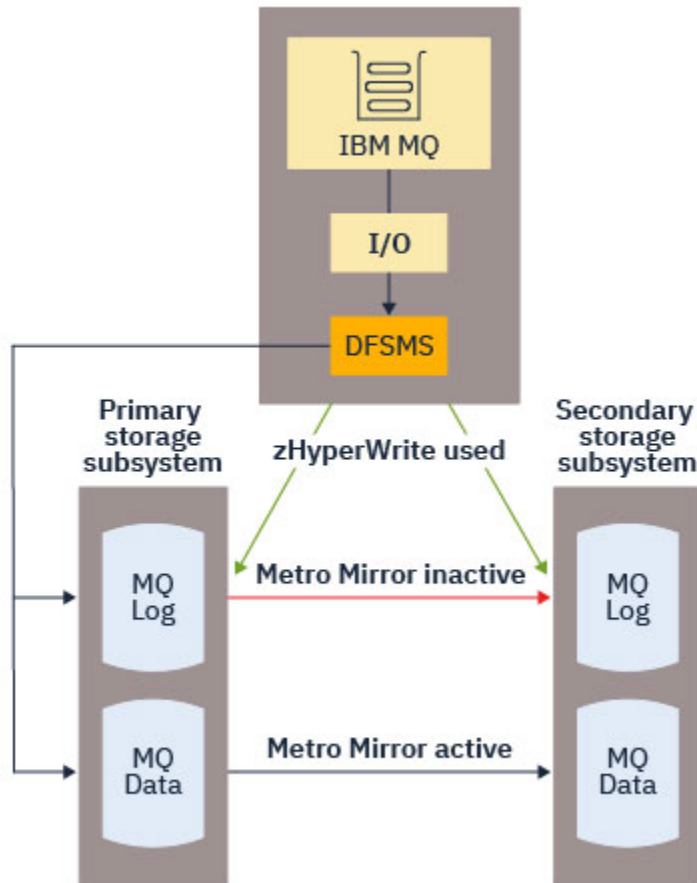 IBM MQ
I/O
DFSMS
Primary
storage
subsystem
zHyperWrite used
Secondary
storage
subsystem
MQ
Log
Metro Mirror inactive
MQ
Log
MQ
Data
Metro Mirror active
MQ
Data